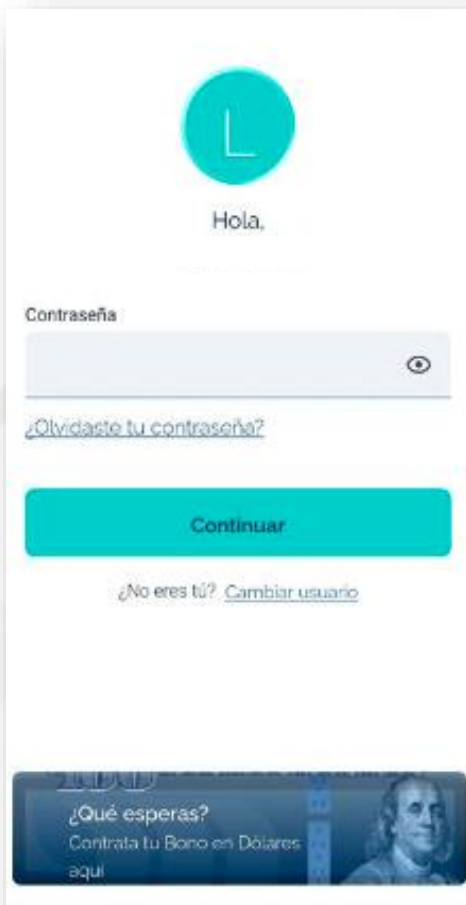 L
Hola,
Contraseña
¿Olvidaste tu contraseña?
Continuar
¿No eres tú? Cambiar usuario
100
¿Qué esperas?
Contrata tu Bono en Dólares
aquí